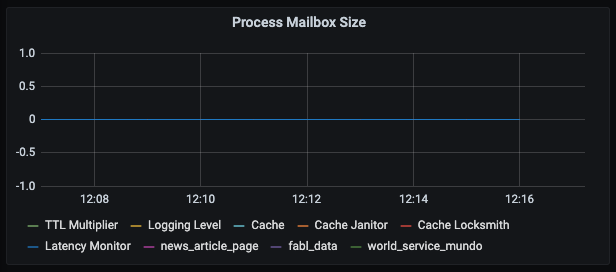 Process Mailbox Size
1.0
0.5
0
-0.5
-1.0
12:08 12:10 12:12 12:14 12:16
TTL Multiplier Logging Level Cache Cache Janitor Cache Locksmith
Latency Monitor news_article_page fabl_data world_service_mundo